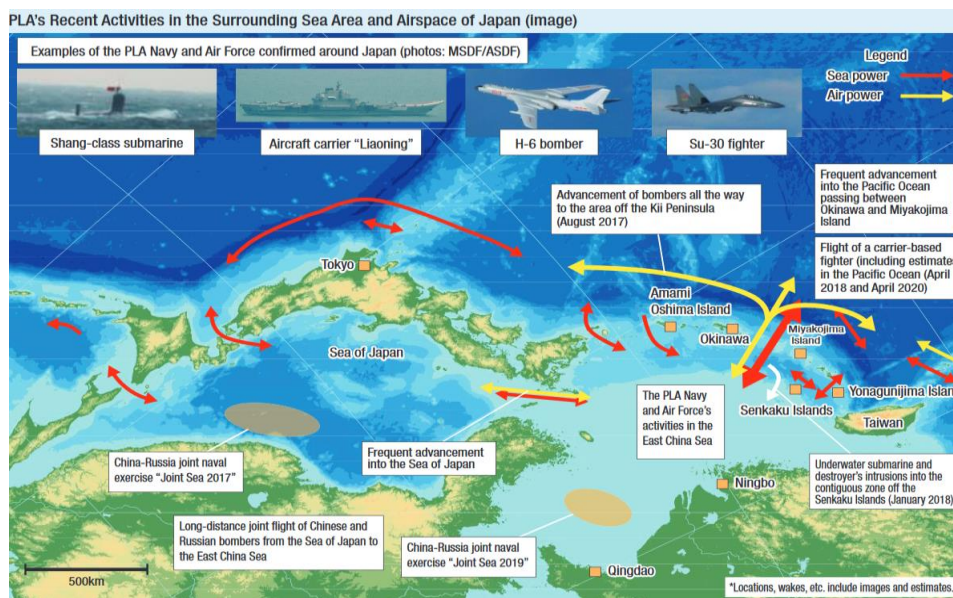 PLA's Recent Activities in the Surrounding Sea Area and Airspace of Japan (Image)
Examples of the PLA Navy and Air Force confirmed around Japan (photos: MSDF/ASDF)
Legend
Sea power
Air power
Shang-class submarine
Aircraft carrier "Liaoning"
H-6 bomber
Su-30 fighter
Advancement of bombers all the way
to the area off the Kii Peninsula
(August 2017)
Frequent advancement
into the Pacific Ocean
passing between
Okinawa and Miyakojima
Island
Flight of a carrier-based
fighter (including estimates
in the Pacific Ocean (April
2018 and April 2020)
Tokyo
Amami
Oshima Island
Okinawa
Miyakojima
Island
Sea of Japan
The PLA Navy
and Air Force's
activities in the
East China Sea
Senkaku Islands
Yonagunijima Islan
Taiwan
Frequent advancement
into the Sea of Japan
China-Russia joint naval
exercise "Joint Sea 2017"
Underwater submarine and
destroyer's intrusions into the
contiguous zone off the
Senkaku Islands (January 2018)
Ningbo
Long-distance joint flight of Chinese and
Russian bombers from the Sea of Japan to
the East China Sea
China-Russia joint naval
exercise "Joint Sea 2019"
500km
Qingdao
*Locations, wakes, etc. include images and estimates.